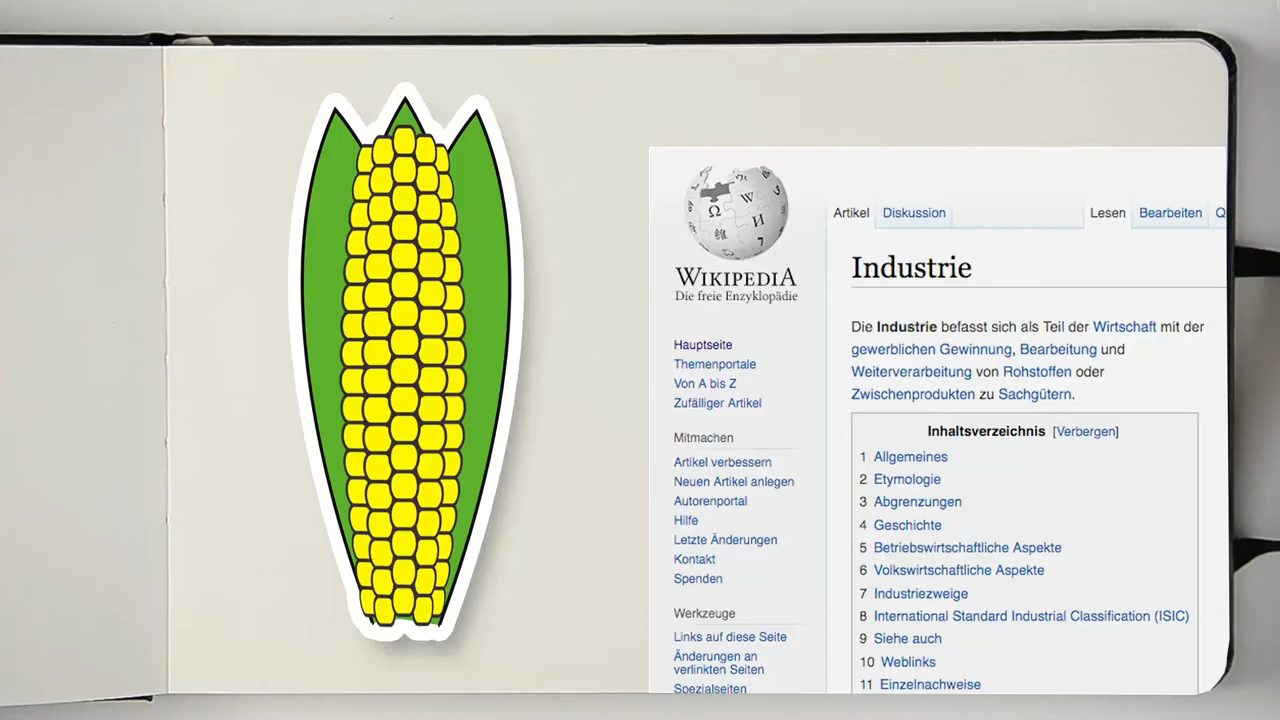 WIKIPEDIA
Die freie Enzyklopädie
Hauptseite
Themenportale
Von A bis Z
Zufälliger Artikel
Mitmachen
Artikel verbessern
Neuen Artikel anlegen
Autorenportal
Hilfe
Letzte Änderungen
Kontakt
Spenden
Werkzeuge
Links auf diese Seite
Änderungen an
verlinkten Seiten
Spezialseiten
Artikel Diskussion Lesen Bearbeiten Q
Industrie
Die Industrie befasst sich als Teil der Wirtschaft mit der
gewerblichen Gewinnung, Bearbeitung und
Weiterverarbeitung von Rohstoffen oder
Zwischenprodukten zu Sachgütern.
Inhaltsverzeichnis [Verbergen]
1 Allgemeines
2 Etymologie
3 Abgrenzungen
4 Geschichte
5 Betriebswirtschaftliche Aspekte
6 Volkswirtschaftliche Aspekte
7 Industriezweige
8 International Standard Industrial Classification (ISIC)
9 Siehe auch
10 Weblinks
11 Einzelnachweise